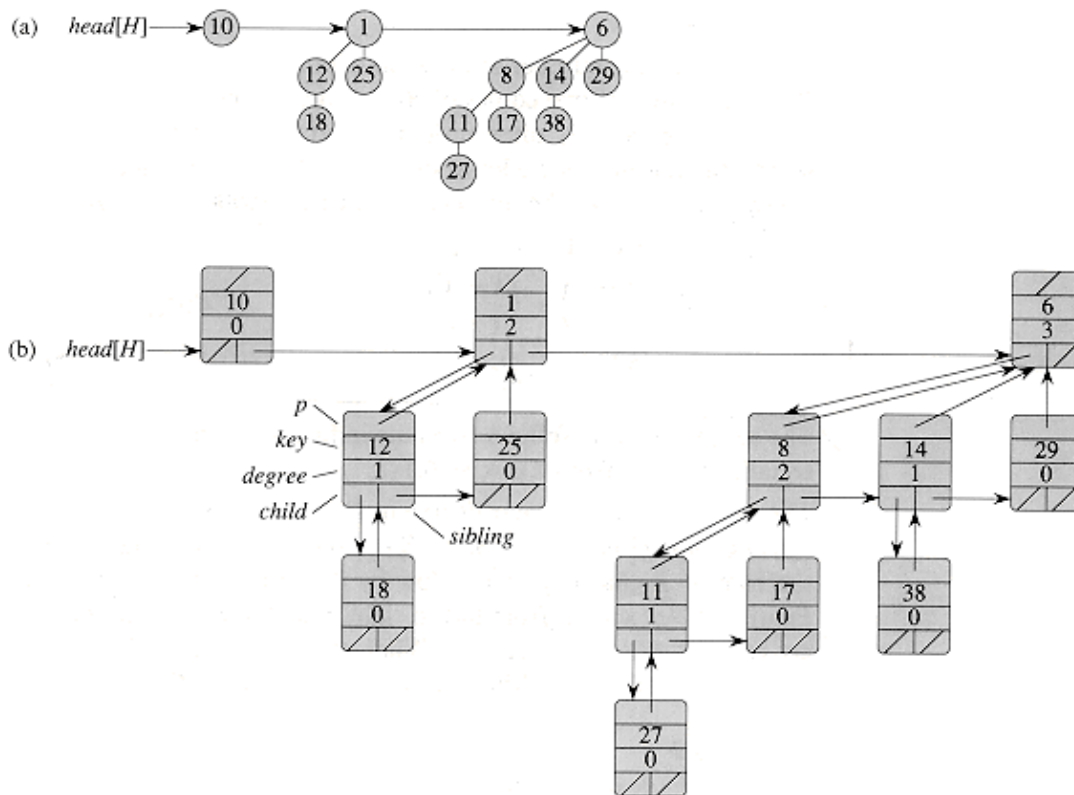 (a) head[H] 10 1 6
12 25 8 14 29
18 11 17 38
27
10 1 6
0 2 3
(b) head[H]
p
key 12 25 8 14 29
degree 1 0 2 1 0
child
sibling
18 11 17 38
0 1 0 0
27
0